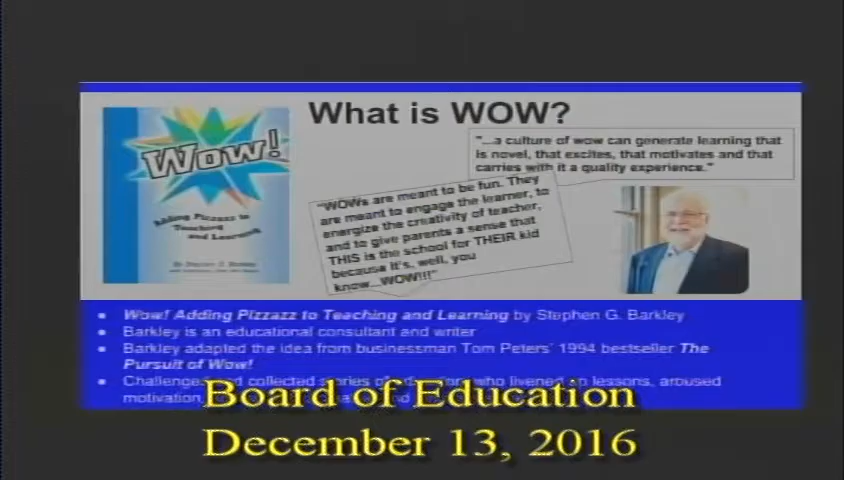 What is WOW?
Wow!
Adding Pizzazz to
Teaching
and Learning
"...a culture of wow can generate learning that
is novel, that excites, that motivates and that
carries with it a quality experience."
"WOWs are meant to be fun. They
are meant to engage the learner, to
energize the creativity of teacher,
and to give parents a sense that
THIS is the school for THEIR kid
because it's, well, you
know...WOW!!!"
Wow! Adding Pizzazz to Teaching and Learning by Stephen G. Barkley
Barkley is an educational consultant and writer
Barkley adapted the idea from businessman Tom Peters' 1994 bestseller The
Pursuit of Wow!
collected stories of who livened up lessons, aroused
motivation,
Board of Education
December 13, 2016